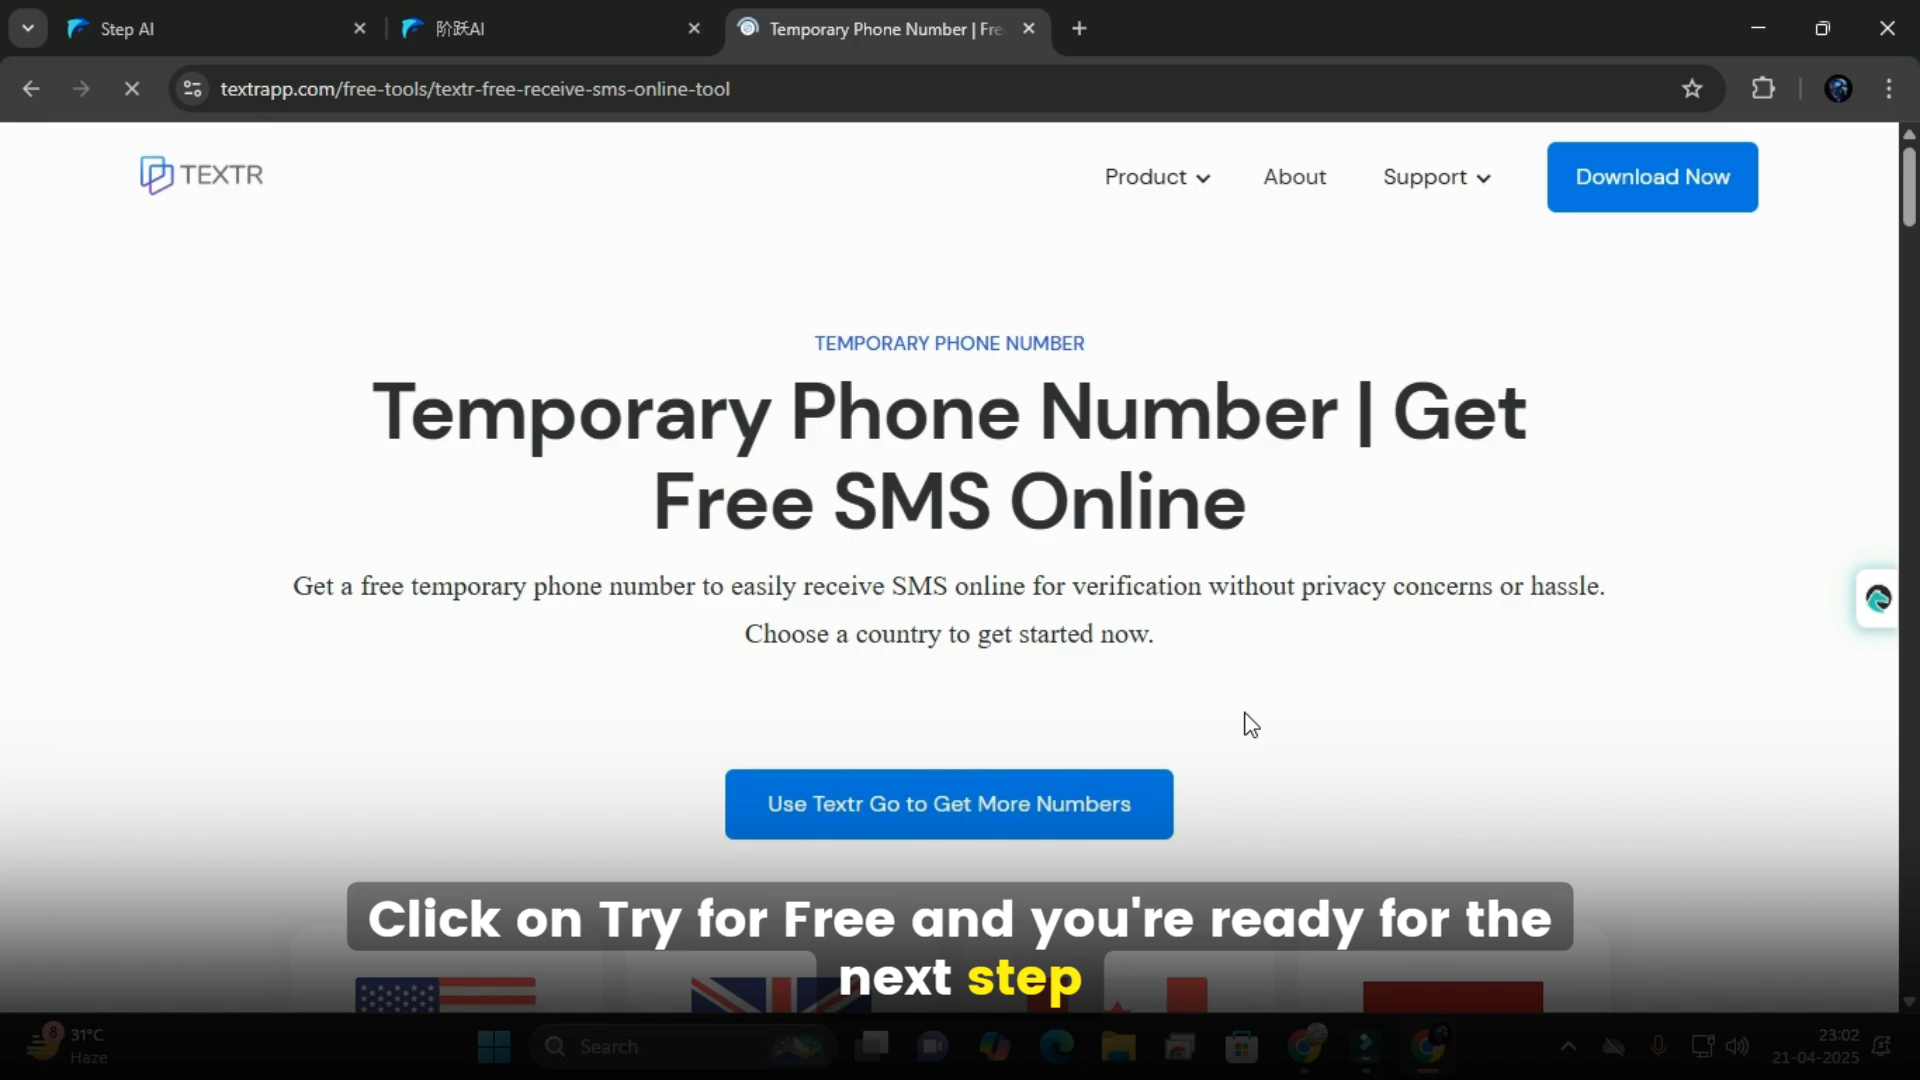 Step AI
阶跃AI
Temporary Phone Number | Fre
textrapp.com/free-tools/textr-free-receive-sms-online-tool
TEXTR
Product
About
Support
Download Now
TEMPORARY PHONE NUMBER
Temporary Phone Number | Get
Free SMS Online
Get a free temporary phone number to easily receive SMS online for verification without privacy concerns or hassle.
Choose a country to get started now.
Use Textr Go to Get More Numbers
Click on Try for Free and you're ready for the
next step
8
31°C
Haze
Search
23:02
21-04-2025